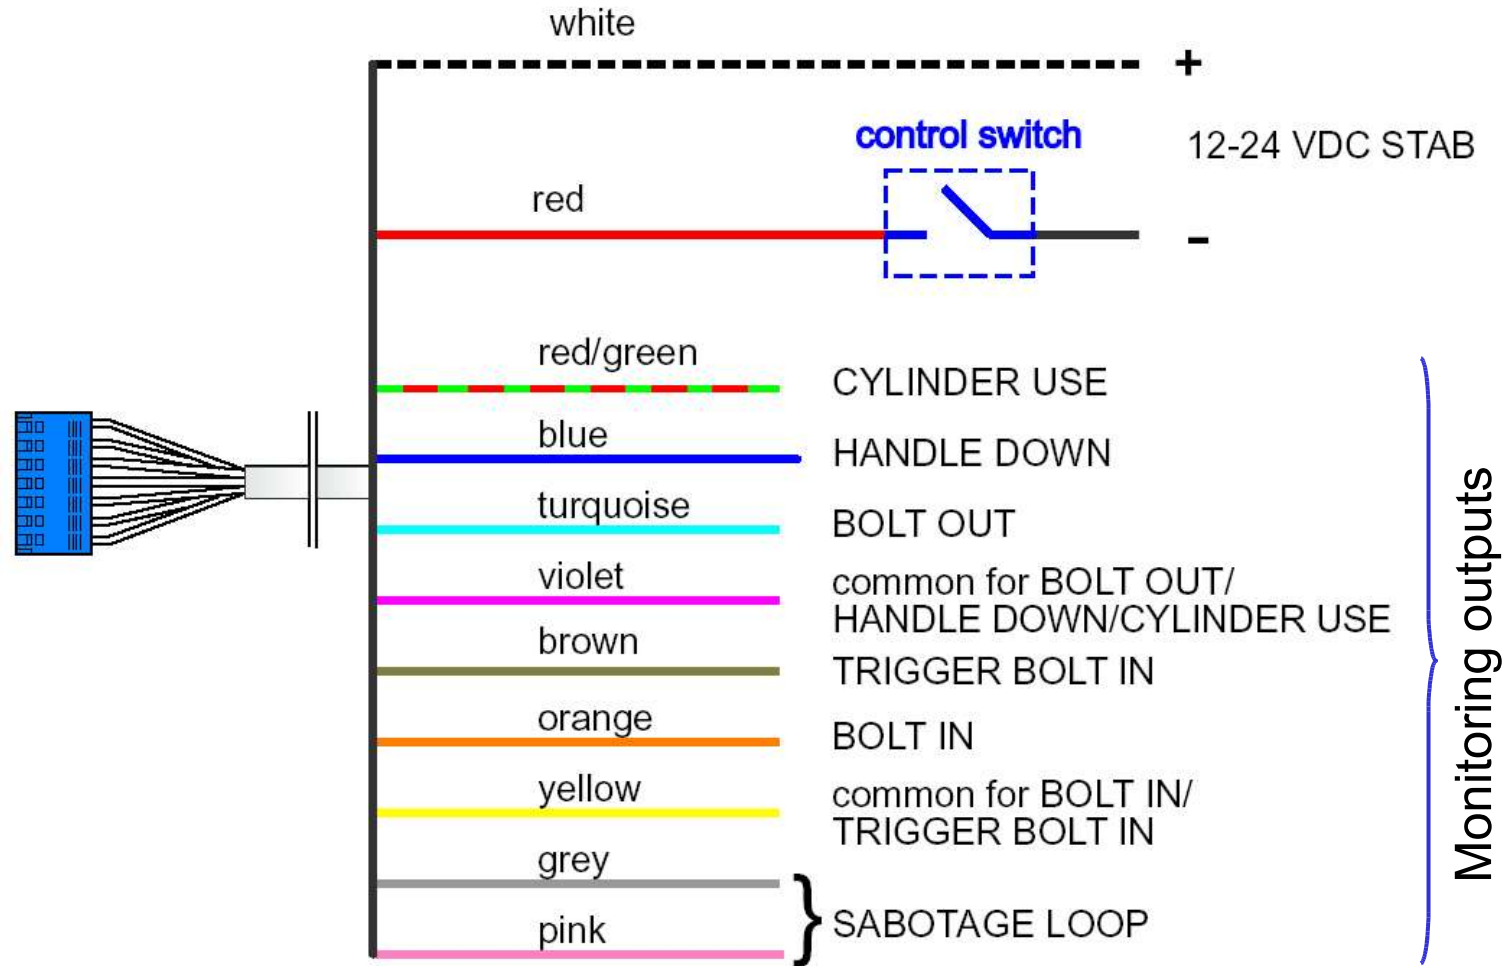 white
+
control switch
12-24 VDC STAB
red
-
red/green
CYLINDER USE
blue
HANDLE DOWN
turquoise
BOLT OUT
violet
common for BOLT OUT/
HANDLE DOWN/CYLINDER USE
brown
TRIGGER BOLT IN
orange
BOLT IN
yellow
common for BOLT IN/
TRIGGER BOLT IN
grey
pink
SABOTAGE LOOP
Monitoring outputs